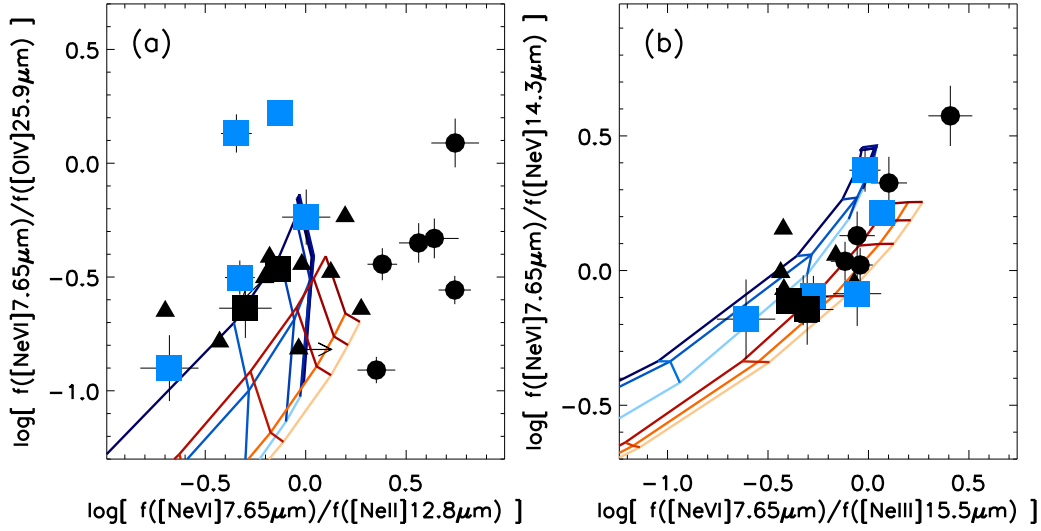 (a)
log[ f([NeVI]7.65μm)/f([OIV]25.9μm) ]
0.5
0.0
−0.5
−1.0
−0.5 0.0 0.5
log[ f([NeVI]7.65μm)/f([NeII]12.8μm) ]
(b)
log[ f([NeVI]7.65μm)/f([NeV]14.3μm) ]
0.5
0.0
−0.5
−1.0 −0.5 0.0 0.5
log[ f([NeVI]7.65μm)/f([NeIII]15.5μm) ]